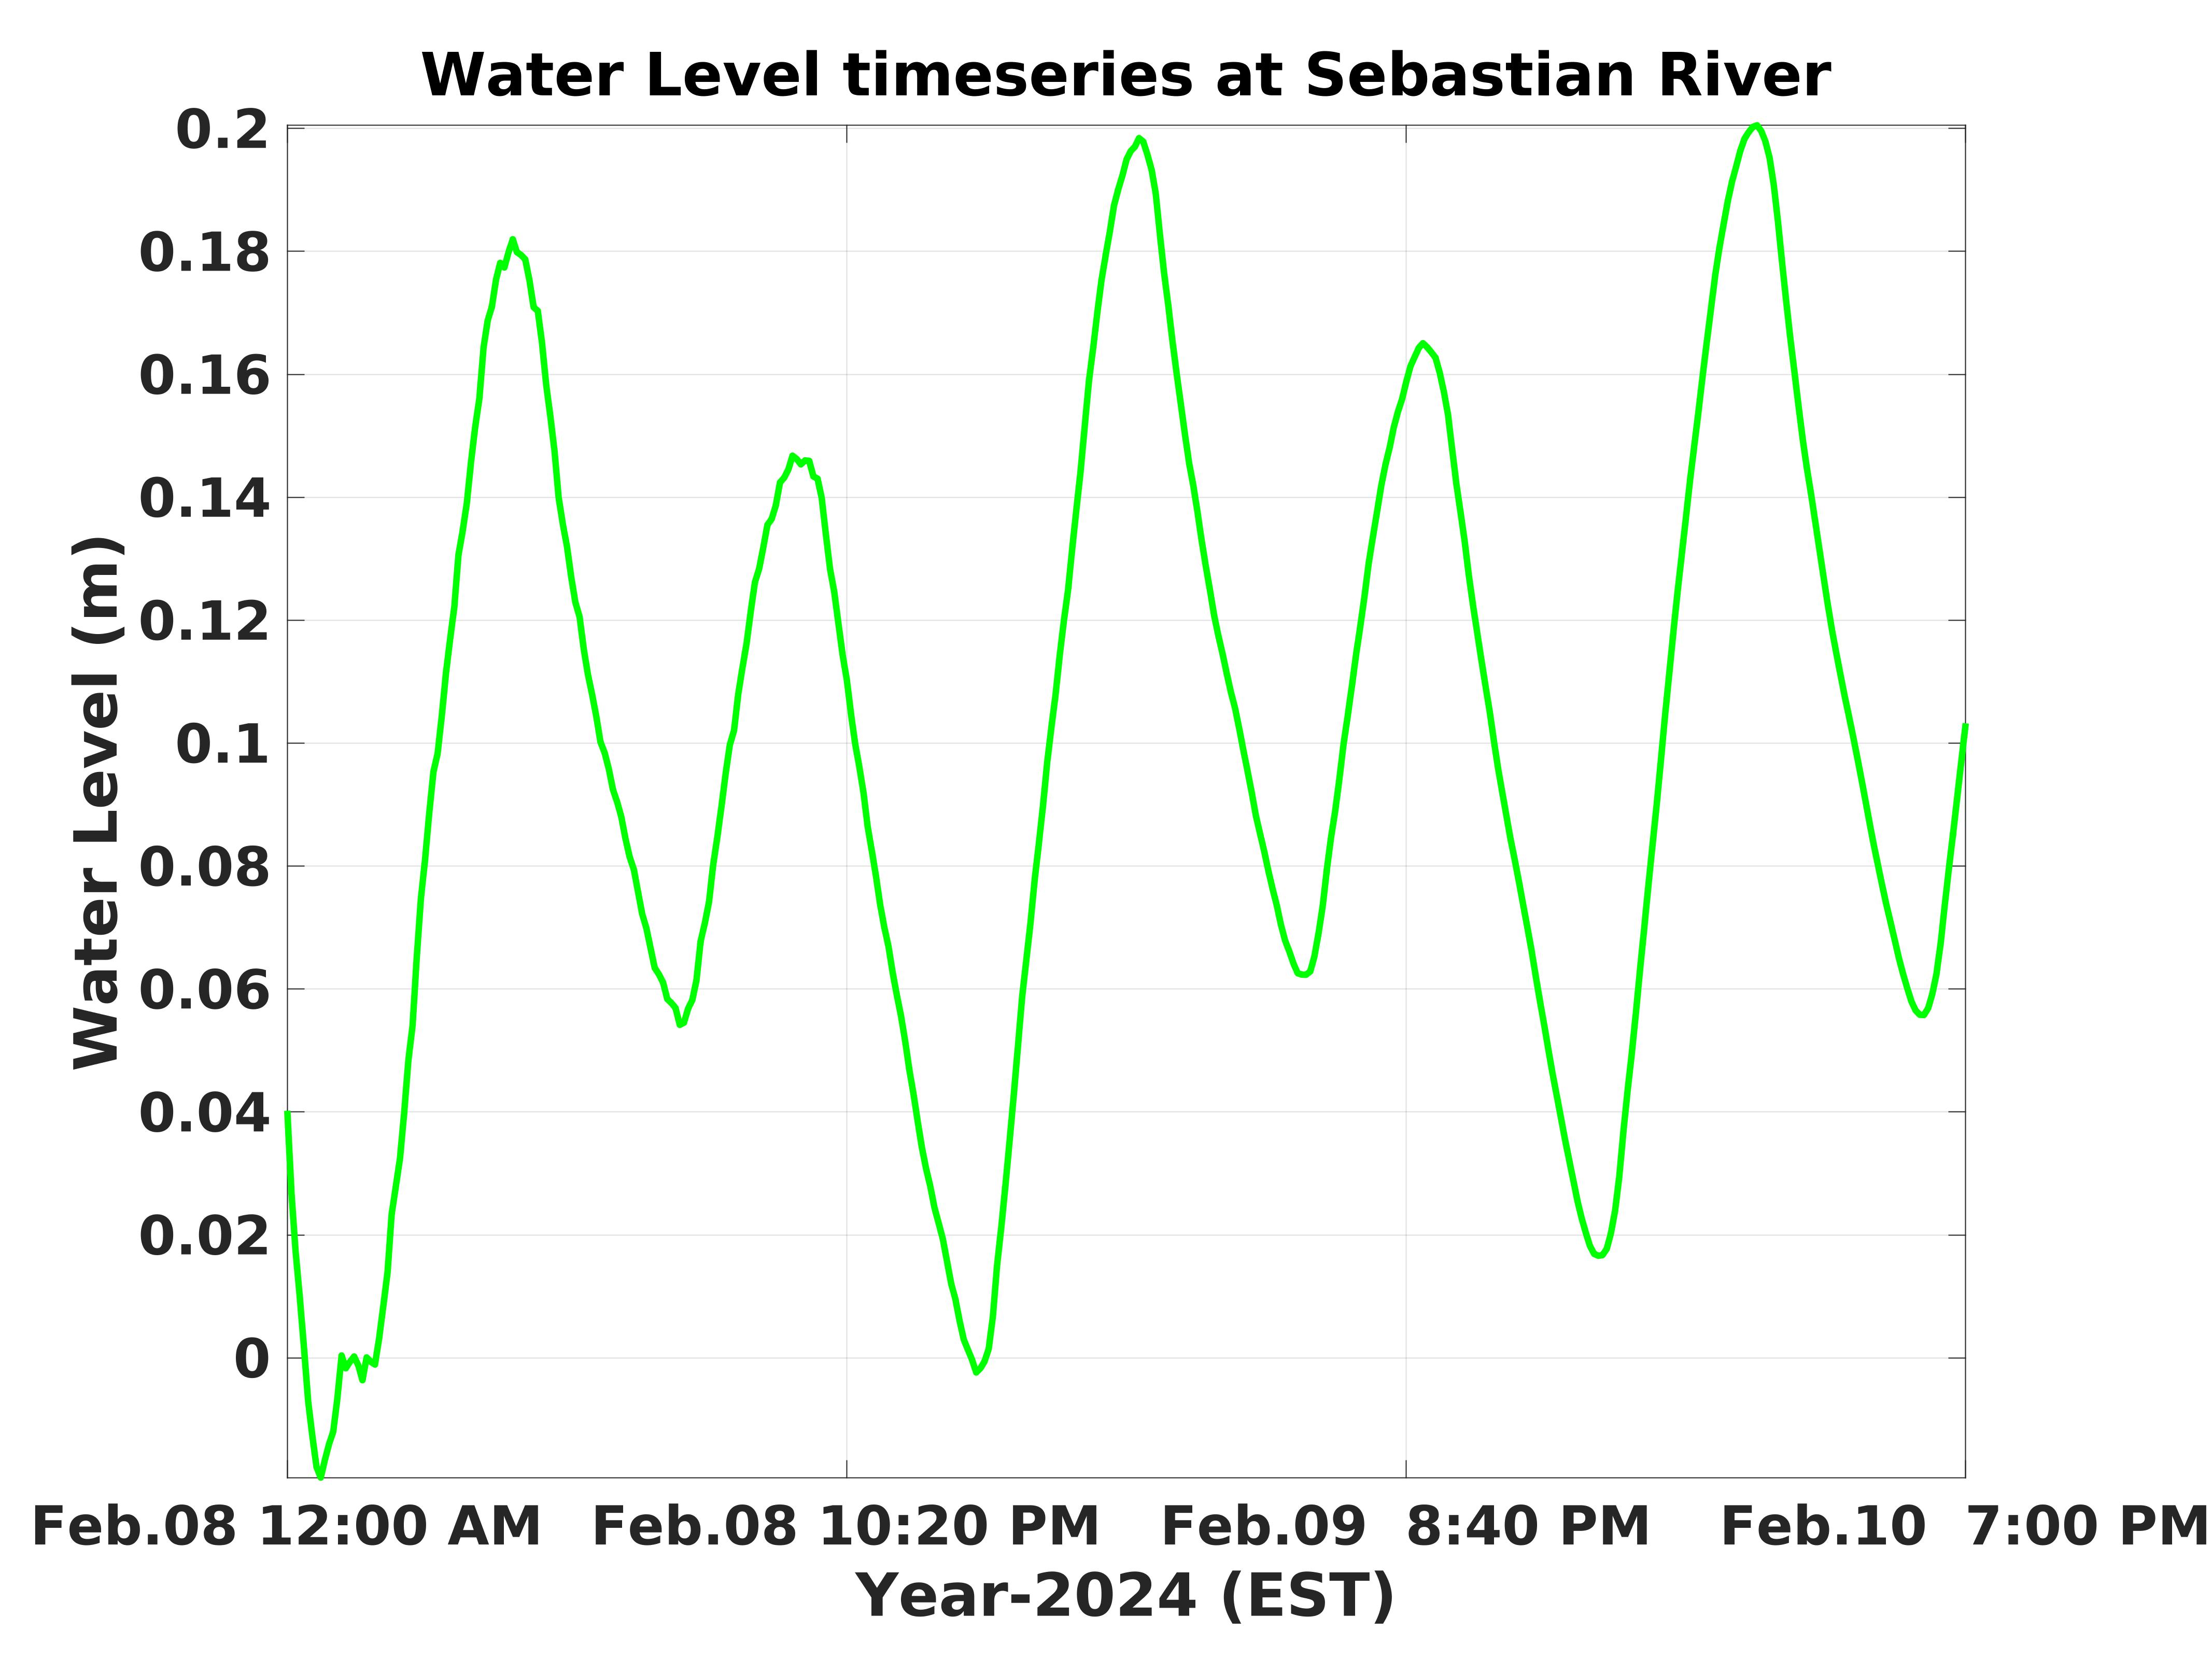 Water Level timeseries at Sebastian River
0.2
0.18
0.16
0.14
0.12
0.1
0.08
0.06
0.04
0.02
0
Water Level (m)
Feb.08 12:00 AM Feb.08 10:20 PM Feb.09 8:40 PM Feb.10 7:00 PM
Year-2024 (EST)